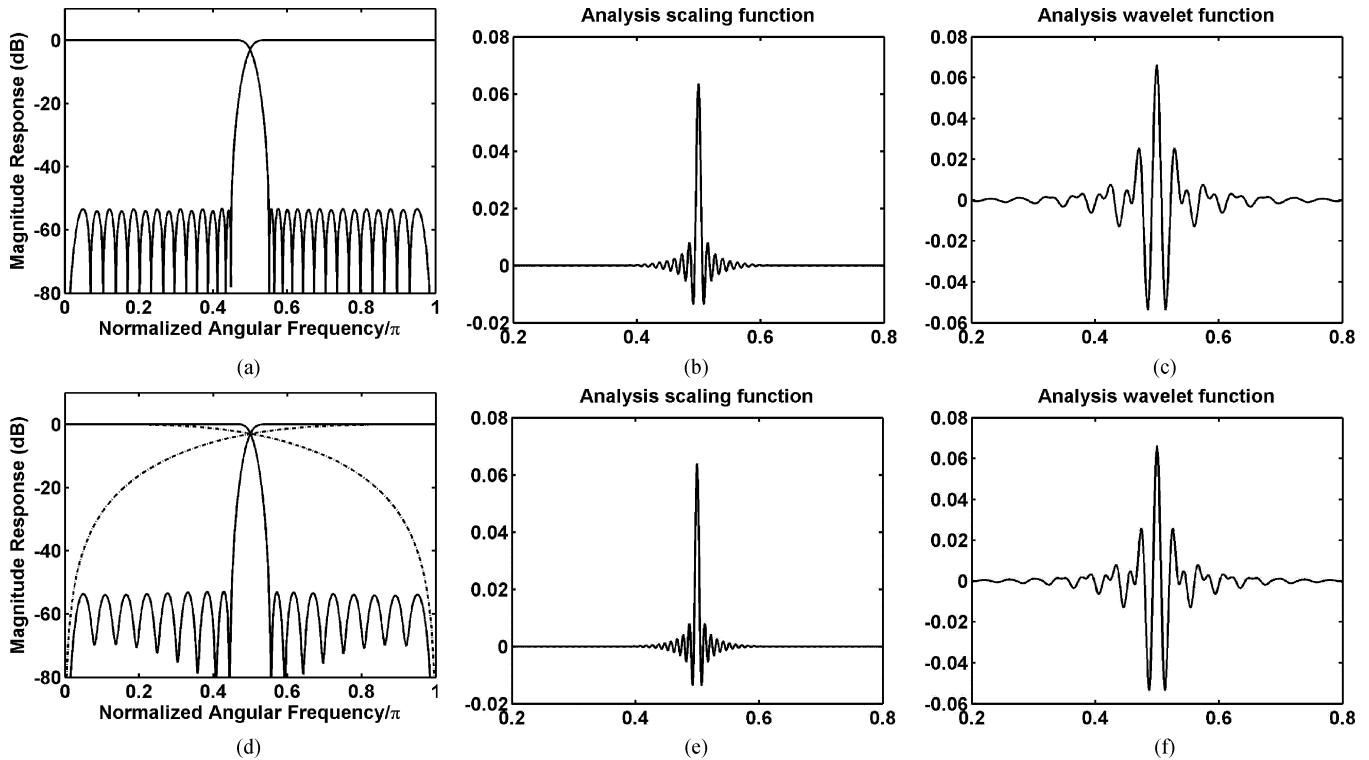 Analysis scaling function
Analysis wavelet function
Magnitude Response (dB)
0
-20
-40
-60
-80
0 0.2 0.4 0.6 0.8 1
Normalized Angular Frequency/π
0.08
0.06
0.04
0.02
0
-0.02
0.2 0.4 0.6 0.8
0.08
0.06
0.04
0.02
0
-0.02
-0.04
-0.06
0.2 0.4 0.6 0.8
(a)
(b)
(c)
Analysis scaling function
Analysis wavelet function
Magnitude Response (dB)
0
-20
-40
-60
-80
0 0.2 0.4 0.6 0.8 1
Normalized Angular Frequency/π
0.08
0.06
0.04
0.02
0
-0.02
0.2 0.4 0.6 0.8
0.08
0.06
0.04
0.02
0
-0.02
-0.04
-0.06
0.2 0.4 0.6 0.8
(d)
(e)
(f)